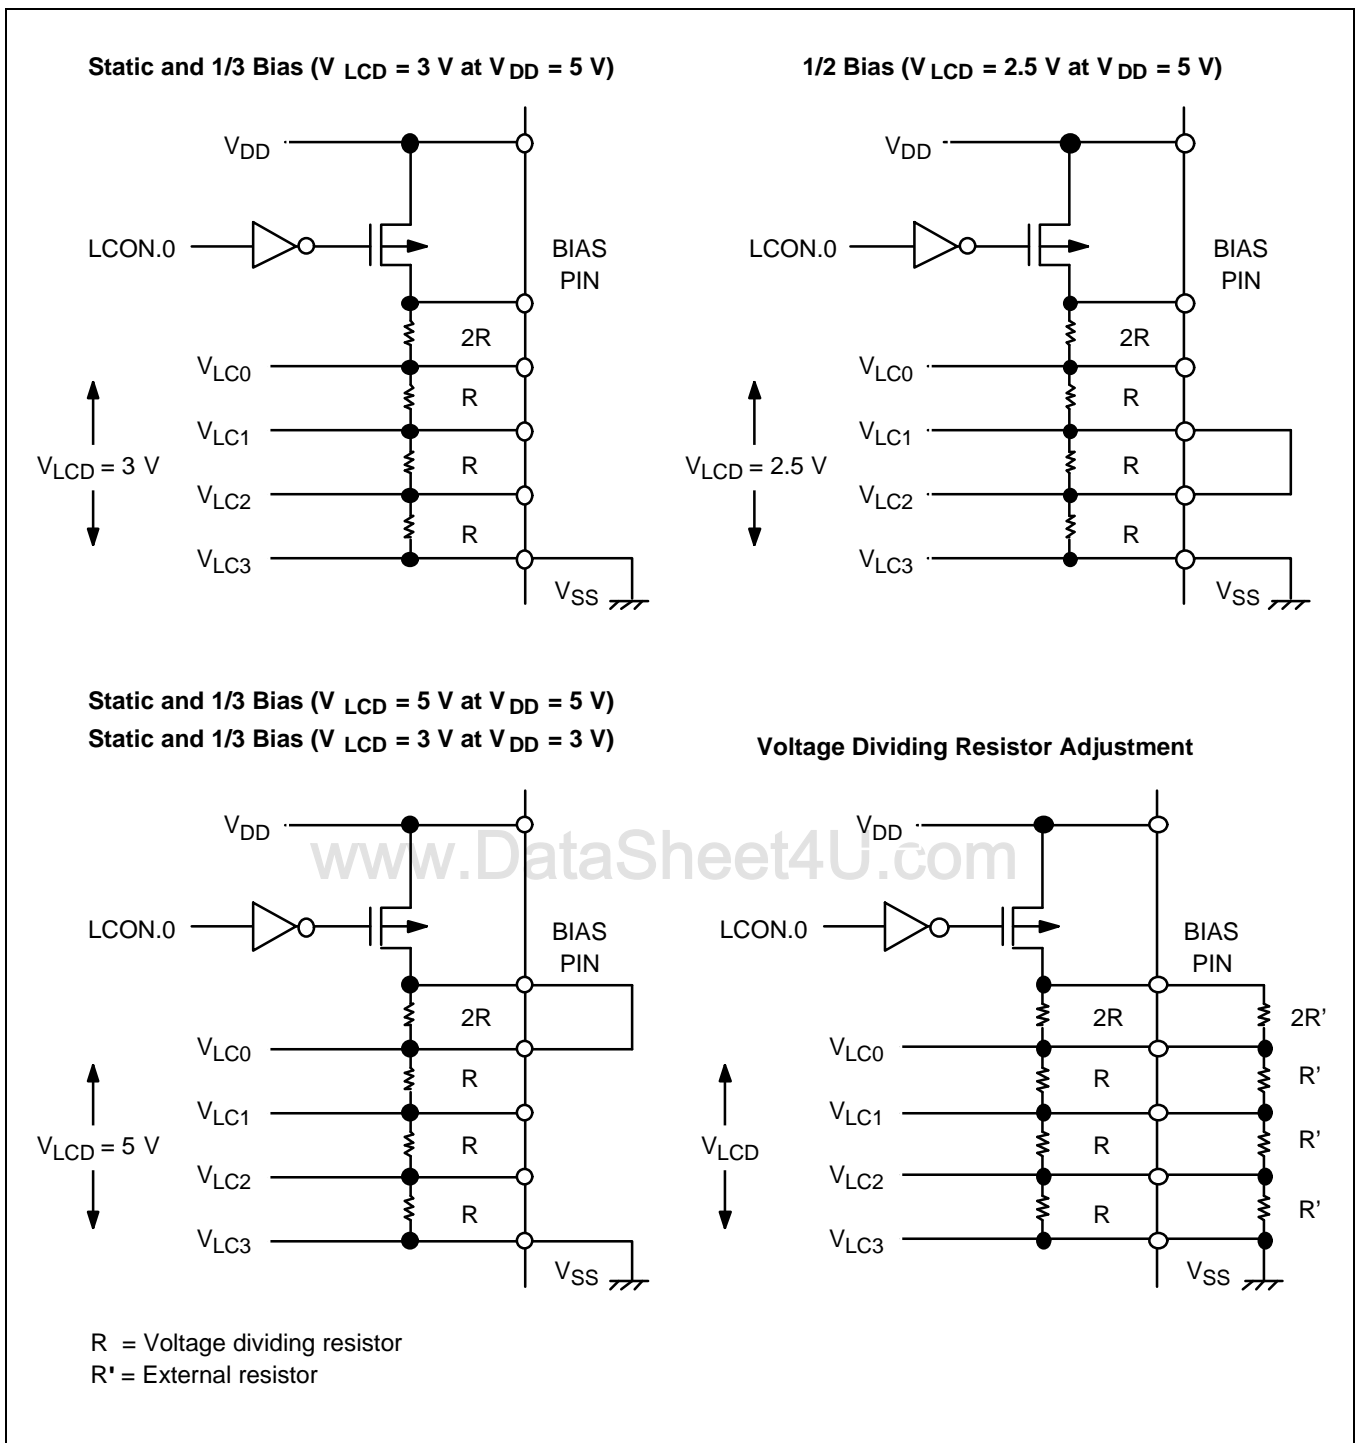 Static and 1/3 Bias (V LCD = 3 V at V DD = 5 V)
VDD
LCON.0
BIAS
PIN
2R
VLC0
R
VLC1
VLCD = 3 V
R
VLC2
R
VLC3
VSS
1/2 Bias (V LCD = 2.5 V at V DD = 5 V)
VDD
LCON.0
BIAS
PIN
2R
VLC0
R
VLC1
VLCD = 2.5 V
R
VLC2
R
VLC3
VSS
Static and 1/3 Bias (V LCD = 5 V at V DD = 5 V)
Static and 1/3 Bias (V LCD = 3 V at V DD = 3 V)
VDD
LCON.0
BIAS
PIN
2R
VLC0
R
VLC1
VLCD = 5 V
R
VLC2
R
VLC3
VSS
Voltage Dividing Resistor Adjustment
VDD
LCON.0
BIAS
PIN
2R
2R’
VLC0
R
R’
VLC1
VLCD
R
R’
VLC2
R
R’
VLC3
VSS
www.DataSheet4U.com
R = Voltage dividing resistor
R' = External resistor